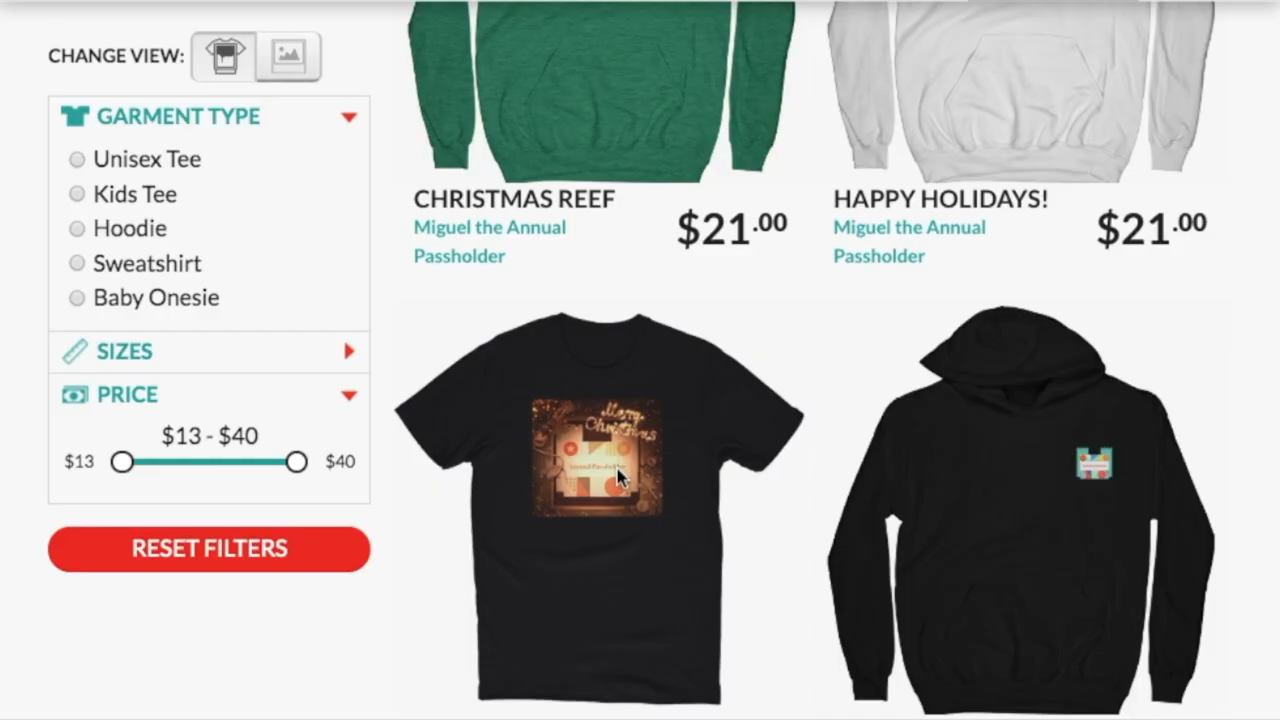 CHANGE VIEW:
GARMENT TYPE
Unisex Tee
Kids Tee
Hoodie
Sweatshirt
Baby Onesie
SIZES
PRICE
$13 - $40
$13
$40
RESET FILTERS
CHRISTMAS REEF
Miguel the Annual
Passholder
$21.00
HAPPY HOLIDAYS!
Miguel the Annual
Passholder
$21.00
Merry
Christmas